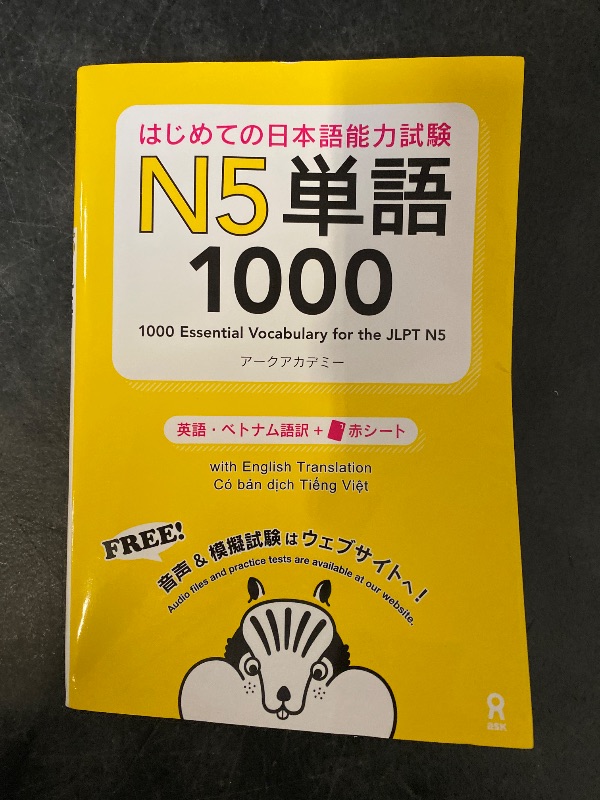 はじめての日本語能力試験
N5単語
1000
1000 Essential Vocabulary for the JLPT N5
アークアカデミー
英語・ベトナム語訳+赤シート
with English Translation
Có bản dịch Tiếng Việt
FREE!
音声&模擬試験はウェブサイトへ!
Audio files and practice tests are available at our website.
ask